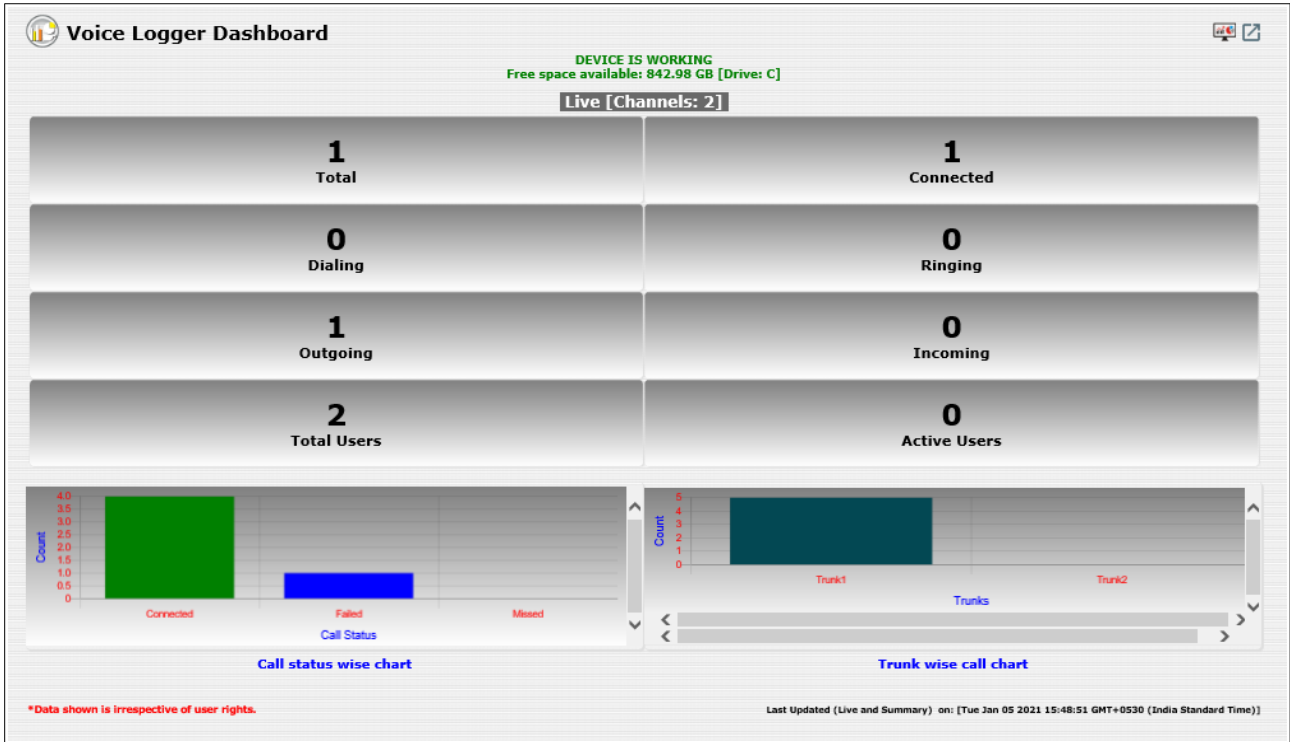 Voice Logger Dashboard
DEVICE IS WORKING
Free space available: 842.98 GB [Drive: C]
Live [Channels: 2]
1
Total
1
Connected
0
Dialing
0
Ringing
1
Outgoing
0
Incoming
2
Total Users
0
Active Users
Count
4.0
3.5
3.0
2.5
2.0
1.5
1.0
0.5
0
Connected Failed Missed
Call Status
Call status wise chart
Count
5
4
3
2
1
0
Trunk1 Trunk2
Trunks
Trunk wise call chart
*Data shown is irrespective of user rights.
Last Updated (Live and Summary) on: [Tue Jan 05 2021 15:48:51 GMT+0530 (India Standard Time)]